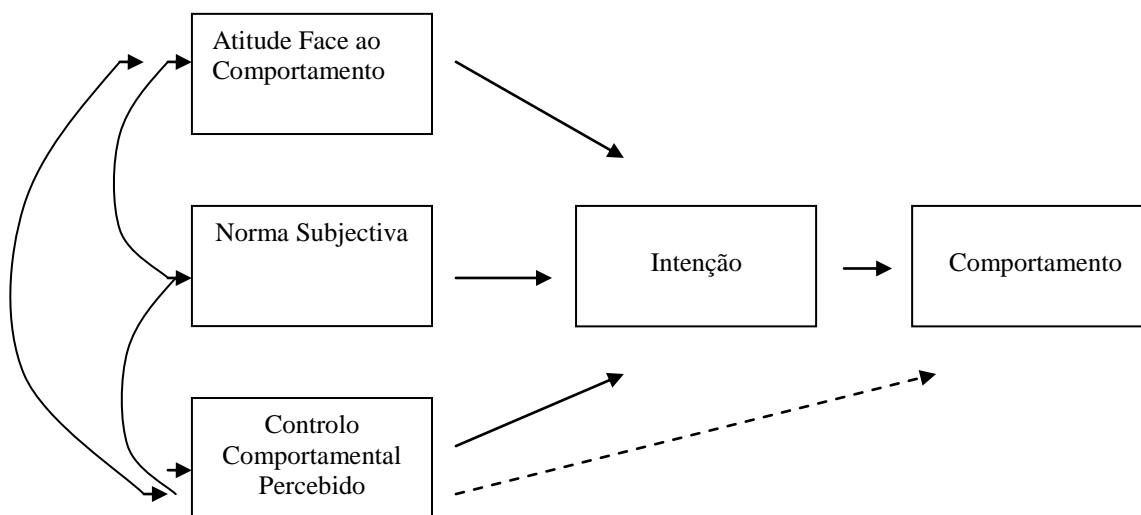 Atitude Face ao
Comportamento
Norma Subjectiva
Intenção
Comportamento
Controlo
Comportamental
Percebido